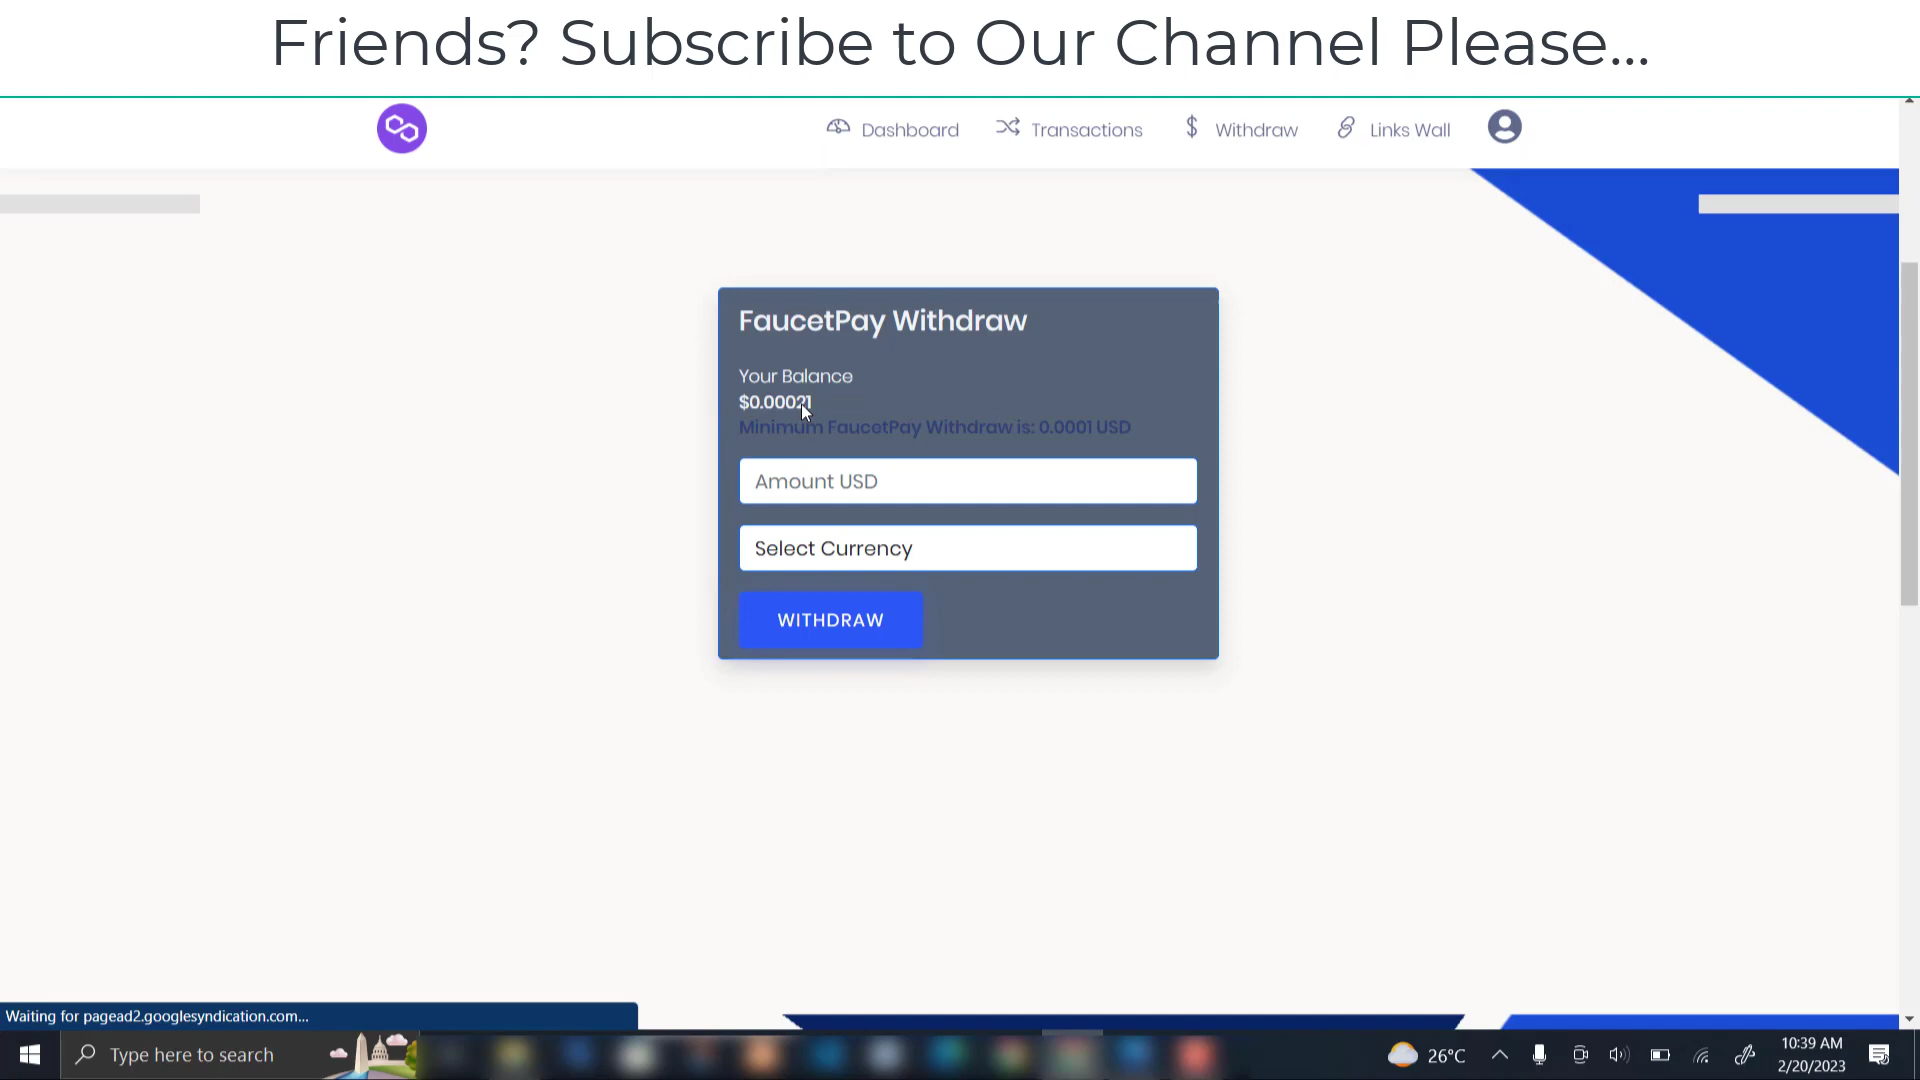 Friends? Subscribe to Our Channel Please...
Dashboard Transactions Withdraw Links Wall
FaucetPay Withdraw
Your Balance
$0.00021
Minimum FaucetPay Withdraw is: 0.0001 USD
Amount USD
Select Currency
WITHDRAW
Waiting for pagead2.googlesyndication.com...
Type here to search
26°C
10:39 AM
2/20/2023